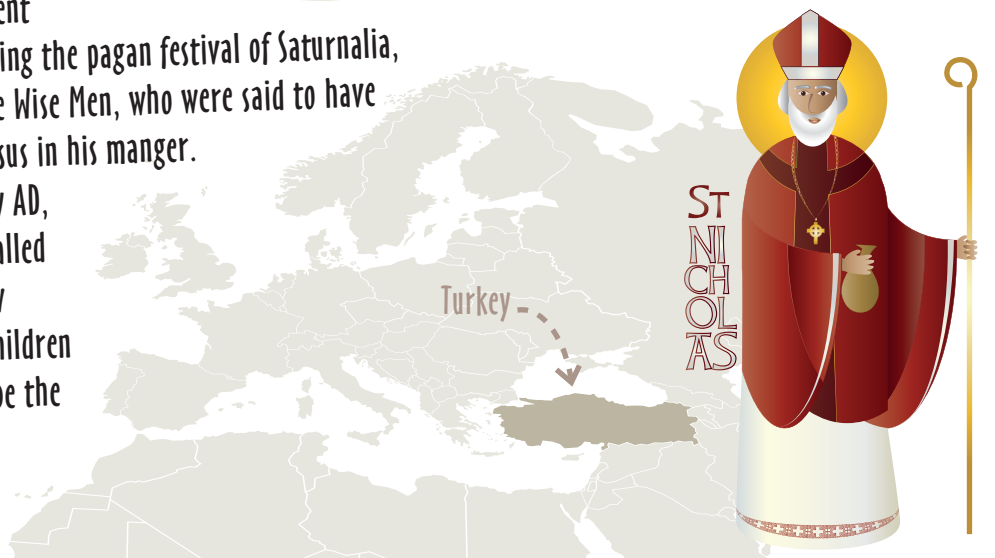 ent
ing the pagan festival of Saturnalia,
e Wise Men, who were said to have
sus in his manger.
y AD,
alled
y
hildren
be the
Turkey
ST
NI
CH
OL
AS